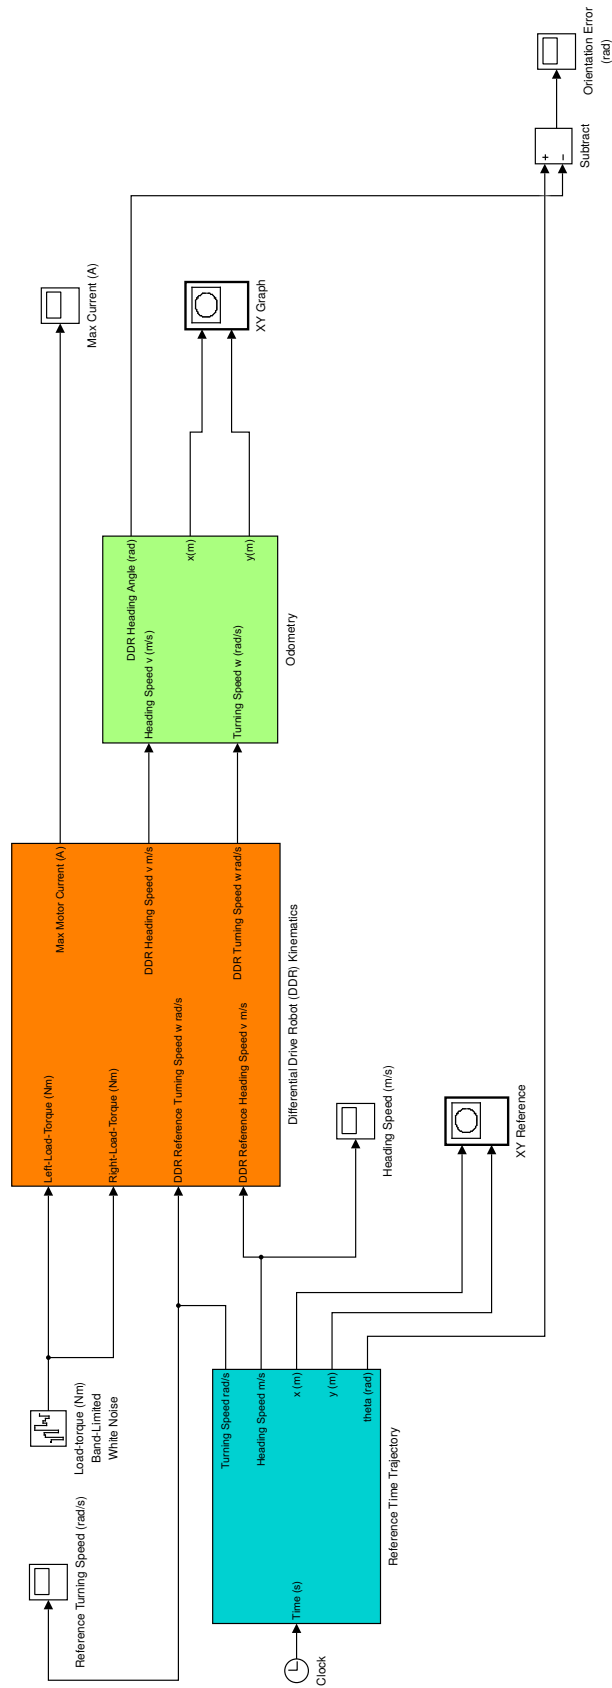 Reference Turning Speed (rad/s)
Load-torque (Nm)
Band-Limited
White Noise
Clock
Time (s)
Turning Speed rad/s
Heading Speed m/s
x (m)
y (m)
theta (rad)
Reference Time Trajectory
Left-Load-Torque (Nm)
Right-Load-Torque (Nm)
DDR Reference Turning Speed w rad/s
DDR Reference Heading Speed v m/s
Max Motor Current (A)
DDR Heading Speed v m/s
DDR Turning Speed w rad/s
Differential Drive Robot (DDR) Kinematics
Heading Speed (m/s)
XY Reference
Heading Speed v (m/s)
Turning Speed w (rad/s)
DDR Heading Angle (rad)
x(m)
y(m)
Odometry
Max Current (A)
XY Graph
+
−
Subtract
Orientation Error
(rad)